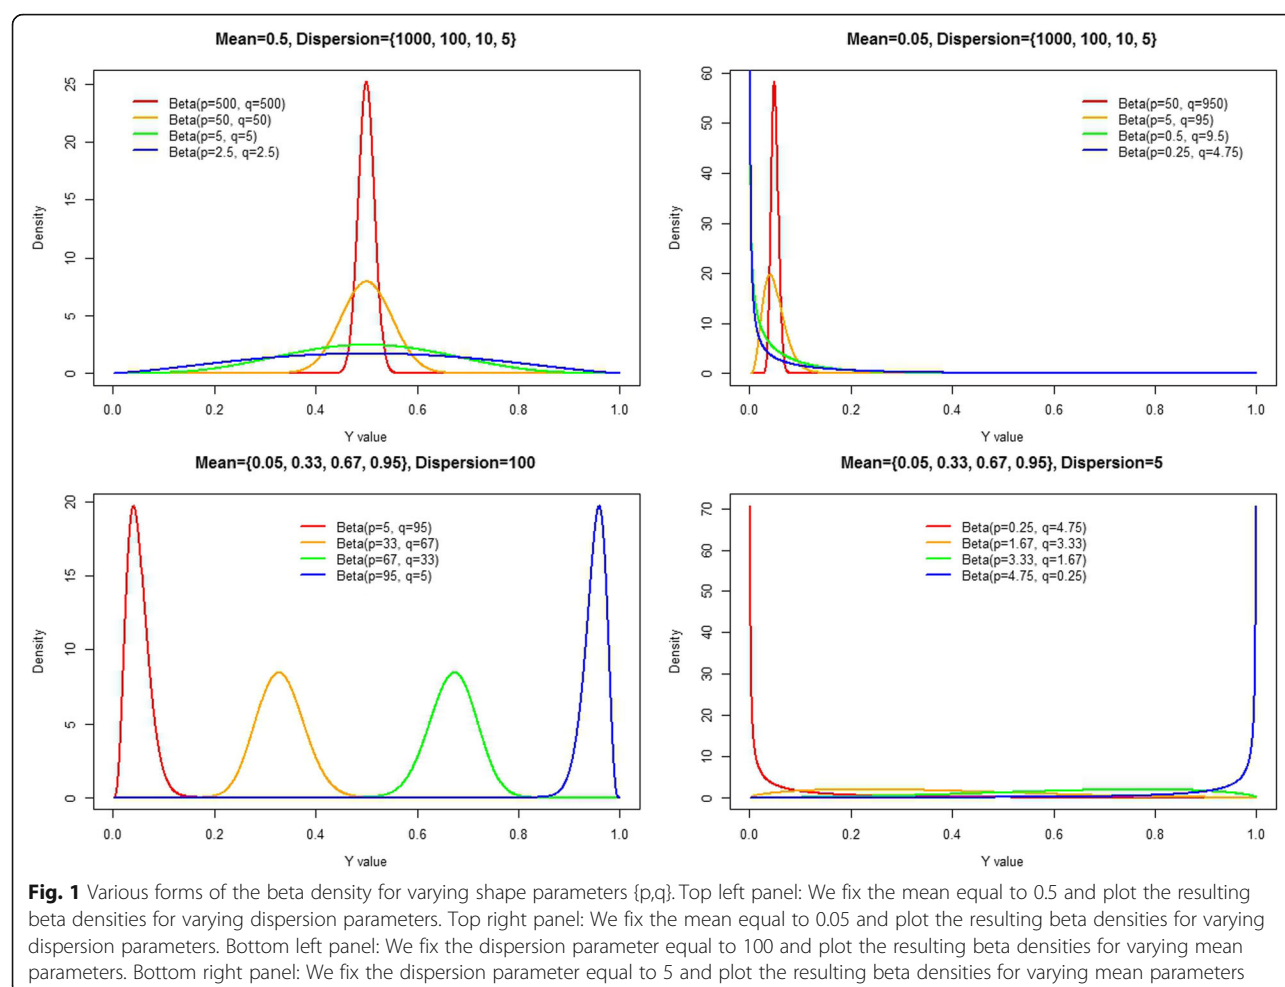 Mean=0.5, Dispersion={1000, 100, 10, 5}
25
20
15
10
5
0
Density
Beta(p=500, q=500)
Beta(p=50, q=50)
Beta(p=5, q=5)
Beta(p=2.5, q=2.5)
0.0 0.2 0.4 0.6 0.8 1.0
Y value
Mean=0.05, Dispersion={1000, 100, 10, 5}
60
50
40
30
20
10
0
Density
Beta(p=50, q=950)
Beta(p=5, q=95)
Beta(p=0.5, q=9.5)
Beta(p=0.25, q=4.75)
0.0 0.2 0.4 0.6 0.8 1.0
Y value
Mean={0.05, 0.33, 0.67, 0.95}, Dispersion=100
20
15
10
5
0
Density
Beta(p=5, q=95)
Beta(p=33, q=67)
Beta(p=67, q=33)
Beta(p=95, q=5)
0.0 0.2 0.4 0.6 0.8 1.0
Y value
Mean={0.05, 0.33, 0.67, 0.95}, Dispersion=5
70
60
50
40
30
20
10
0
Density
Beta(p=0.25, q=4.75)
Beta(p=1.67, q=3.33)
Beta(p=3.33, q=1.67)
Beta(p=4.75, q=0.25)
0.0 0.2 0.4 0.6 0.8 1.0
Y value
Fig. 1 Various forms of the beta density for varying shape parameters {p,q}. Top left panel: We fix the mean equal to 0.5 and plot the resulting
beta densities for varying dispersion parameters. Top right panel: We fix the mean equal to 0.05 and plot the resulting beta densities for varying
dispersion parameters. Bottom left panel: We fix the dispersion parameter equal to 100 and plot the resulting beta densities for varying mean
parameters. Bottom right panel: We fix the dispersion parameter equal to 5 and plot the resulting beta densities for varying mean parameters